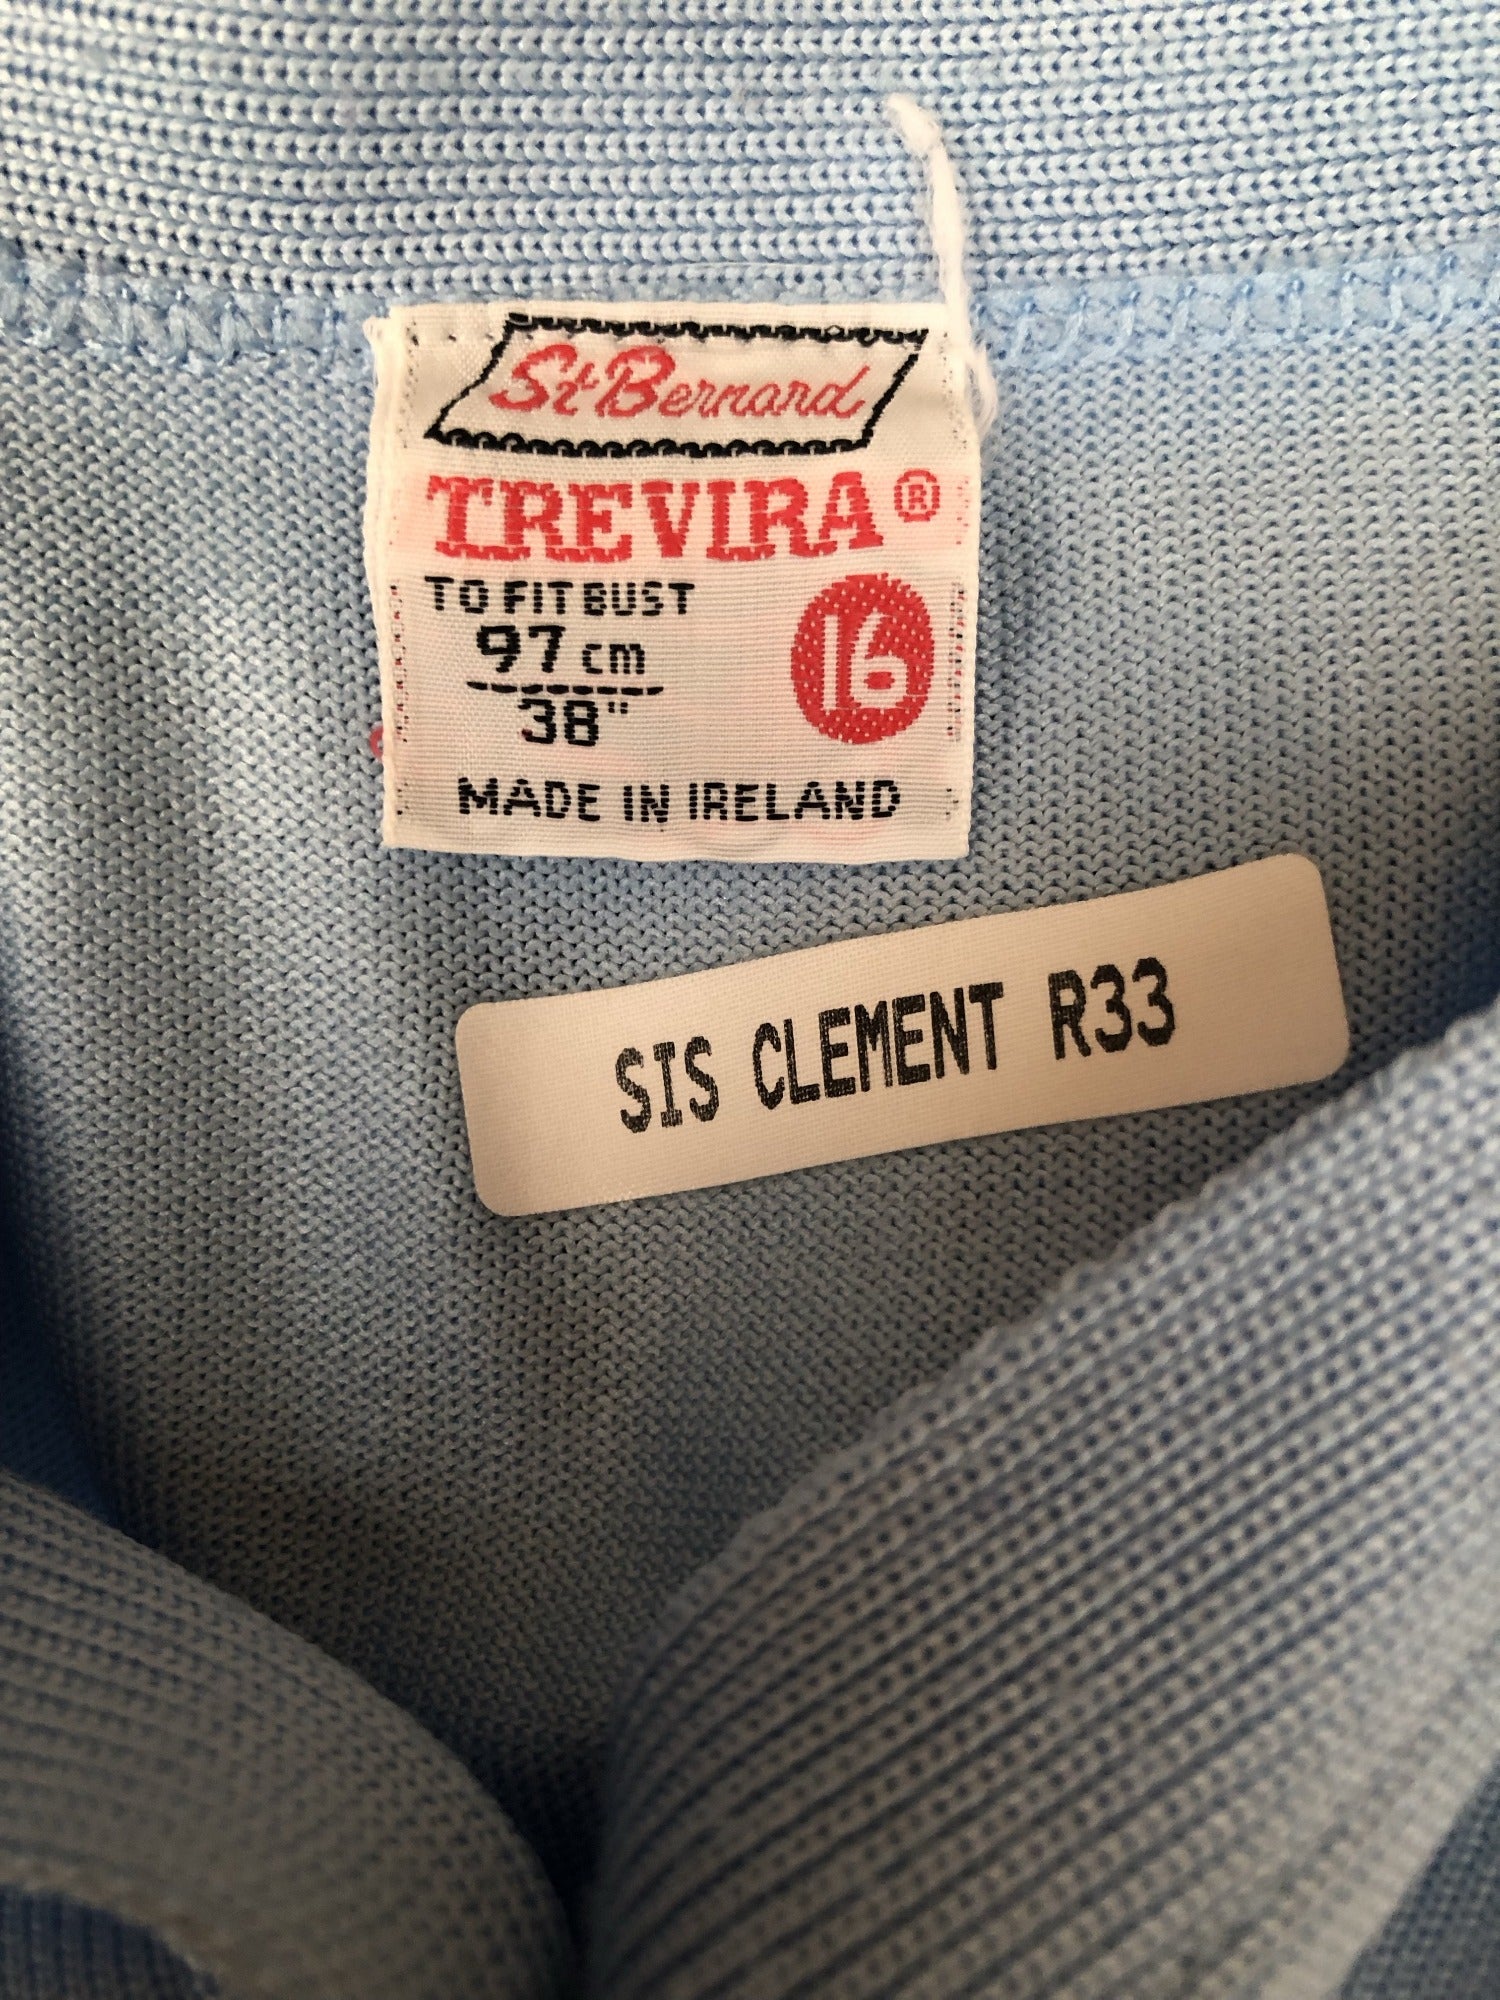 St Bernard
TREVIRA®
TO FIT BUST
97 cm
38"
16
MADE IN IRELAND
SIS CLEMENT R33